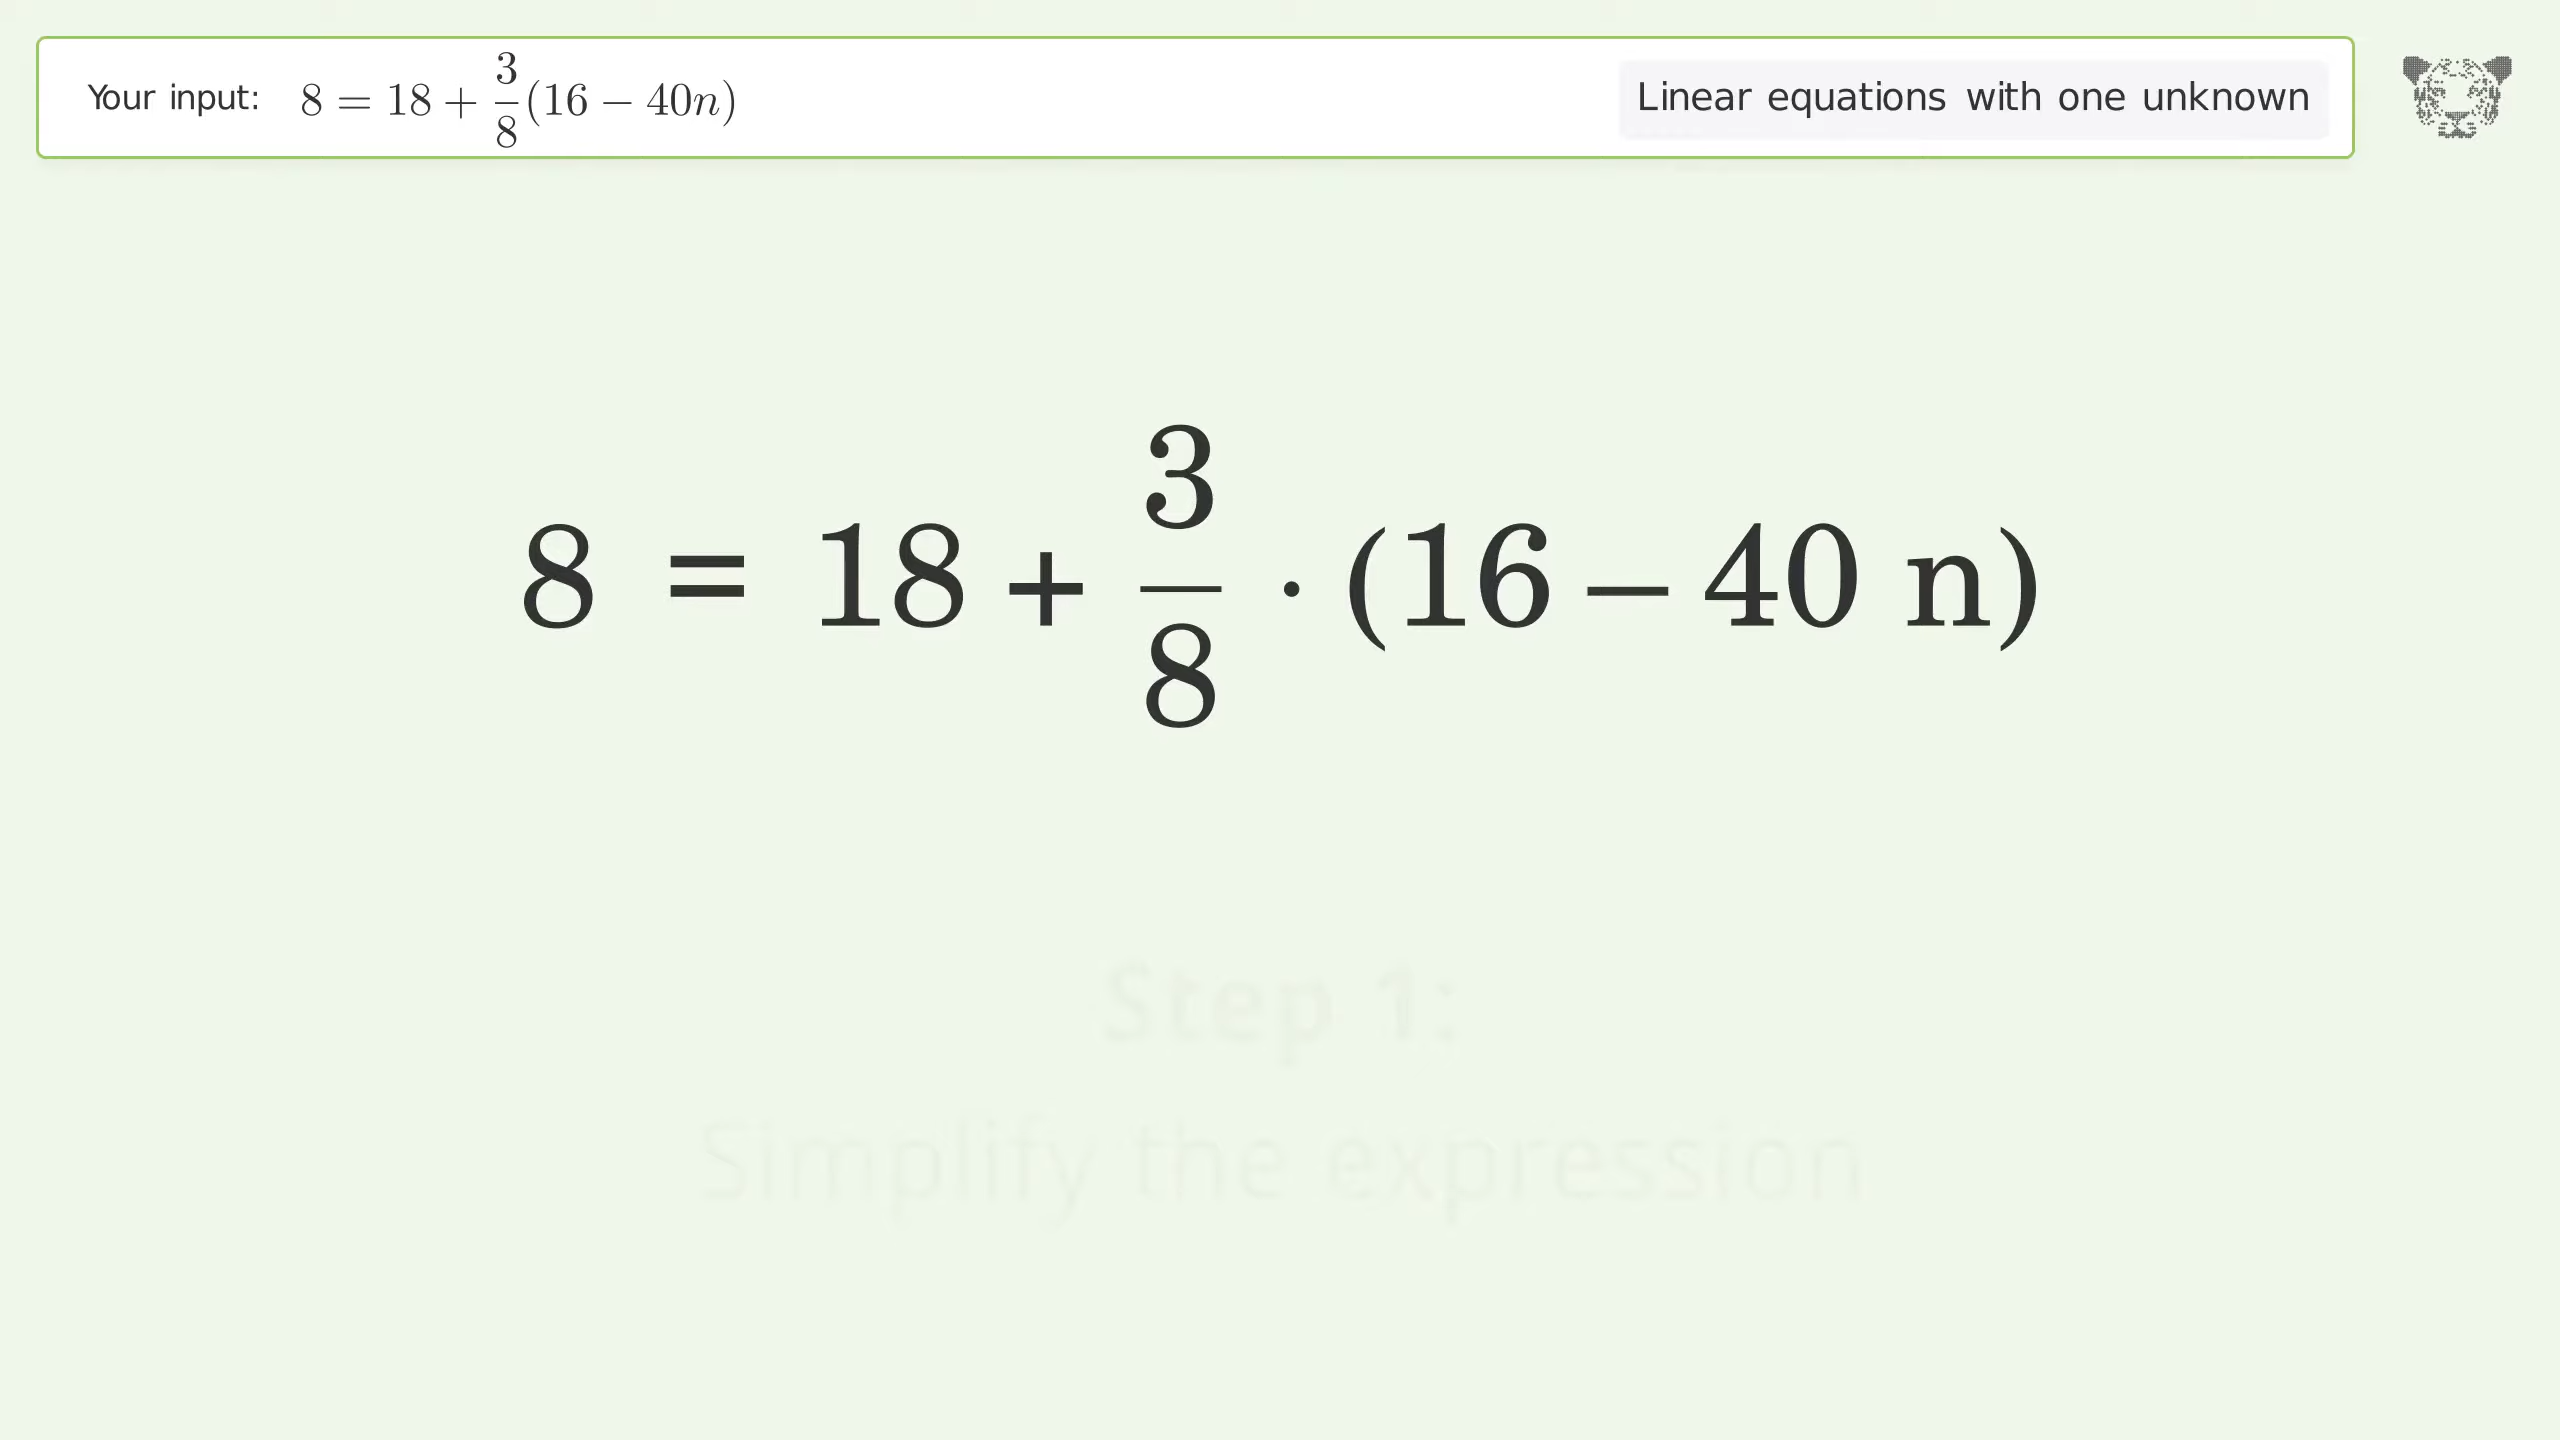 Your input: 8 = 18 + 3/8(16 − 40n)
Linear equations with one unknown
8 = 18 + 3/8 · (16 − 40 n)
Step 1:
Simplify the expression